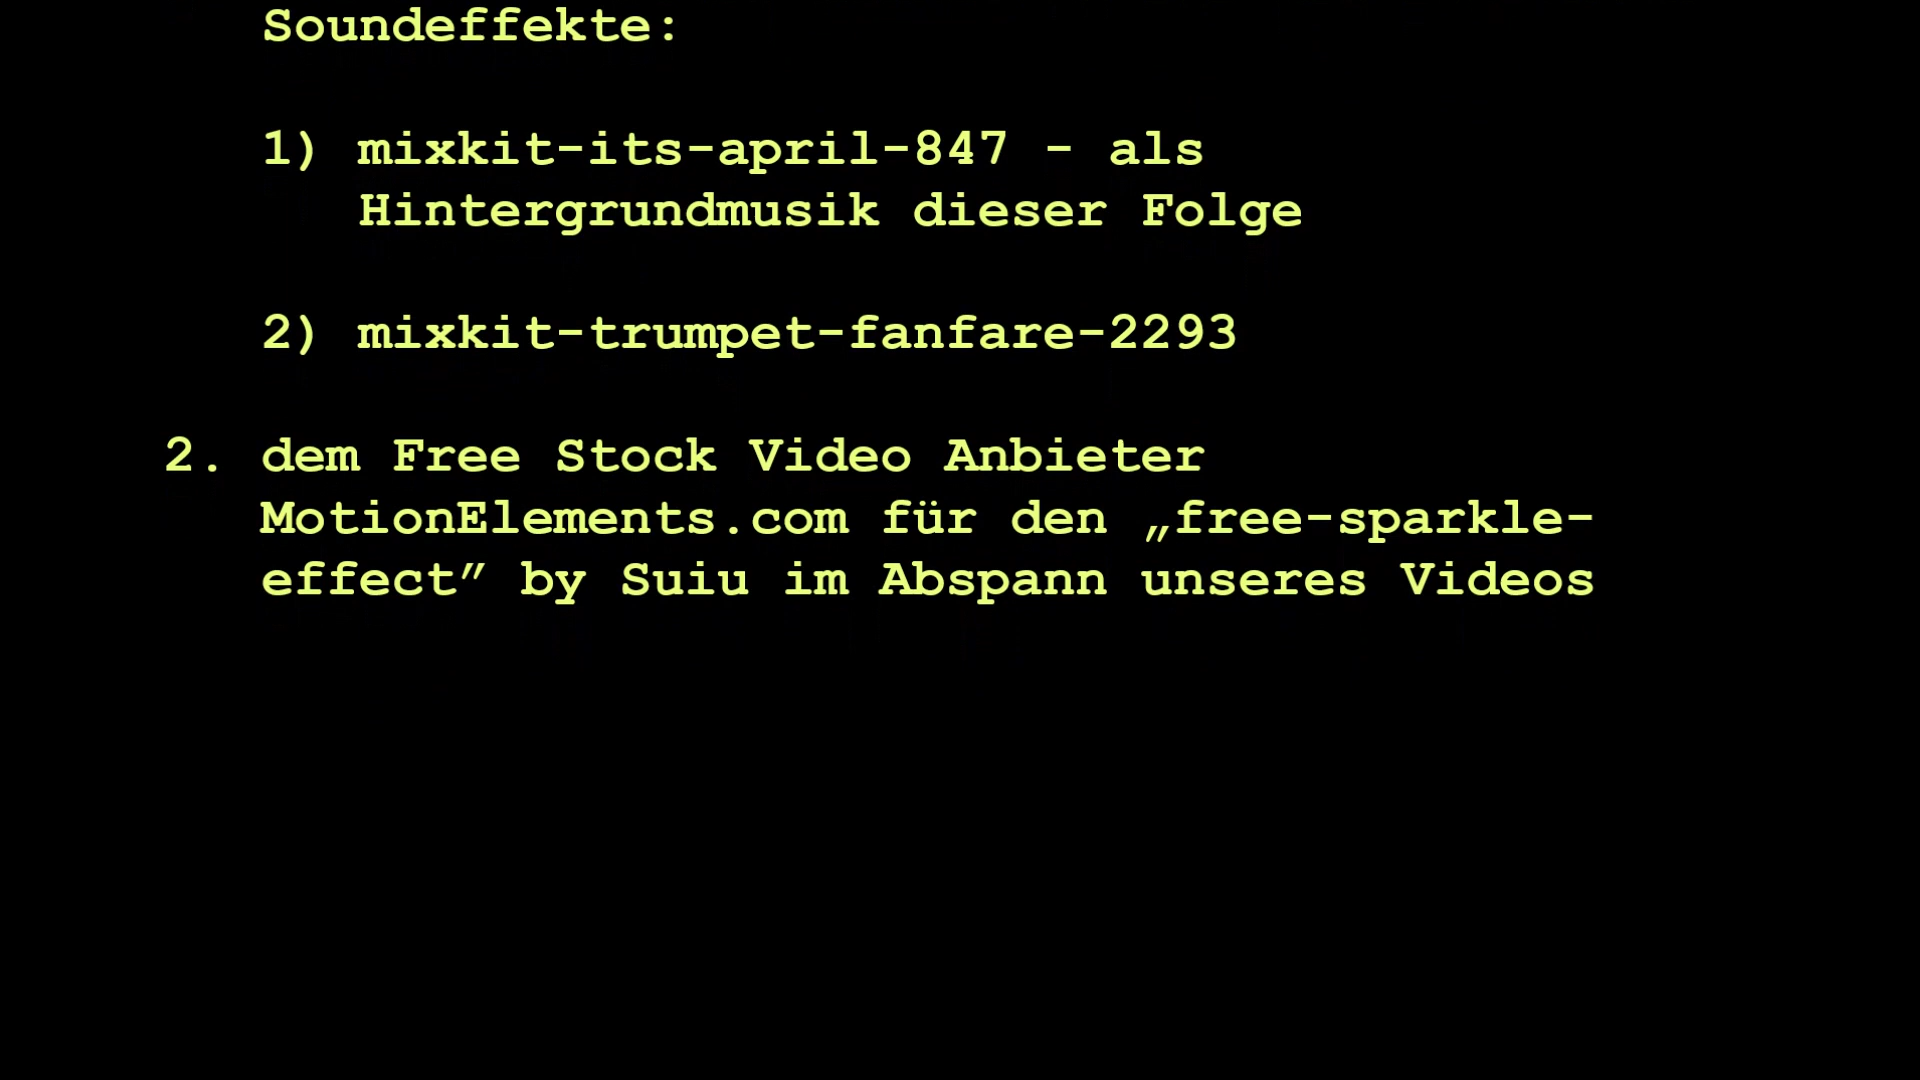 Soundeffekte:
1) mixkit-its-april-847 - als
Hintergrundmusik dieser Folge
2) mixkit-trumpet-fanfare-2293
2. dem Free Stock Video Anbieter
MotionElements.com für den „free-sparkle-
effect” by Suiu im Abspann unseres Videos